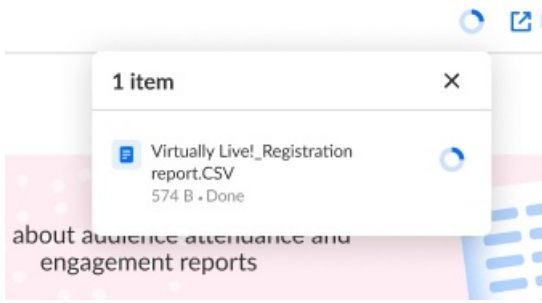 1 item
Virtually Live!_Registration
report.CSV
574 B • Done
about audience attendance and
engagement reports